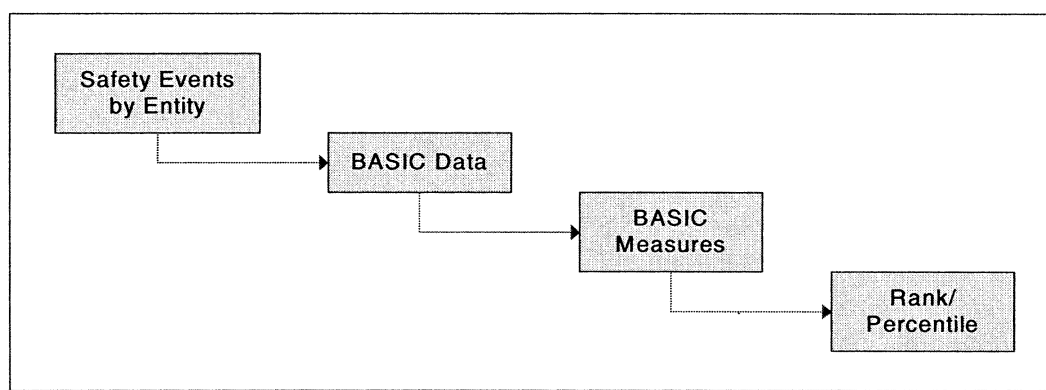 Safety Events
by Entity
BASIC Data
BASIC
Measures
Rank/
Percentile